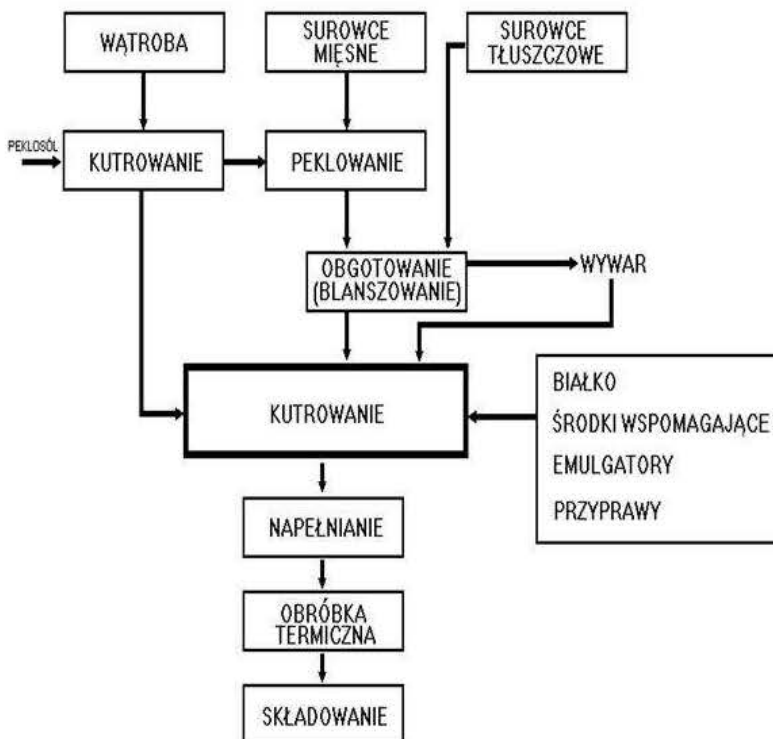 WĄTROBA
SUROWCE
MIĘSNE
SUROWCE
TŁUSZCZOWE
PEKLOSÓL
KUTROWANIE
PEKLOWANIE
OBGOTOWANIE
(BLANSZOWANIE)
WYWAR
KUTROWANIE
BIAŁKO
ŚRODKI WSPOMAGAJĄCE
EMULGATORY
PRZYPRAWY
NAPEŁNIANIE
OBRÓBKA
TERMICZNA
SKŁADOWANIE